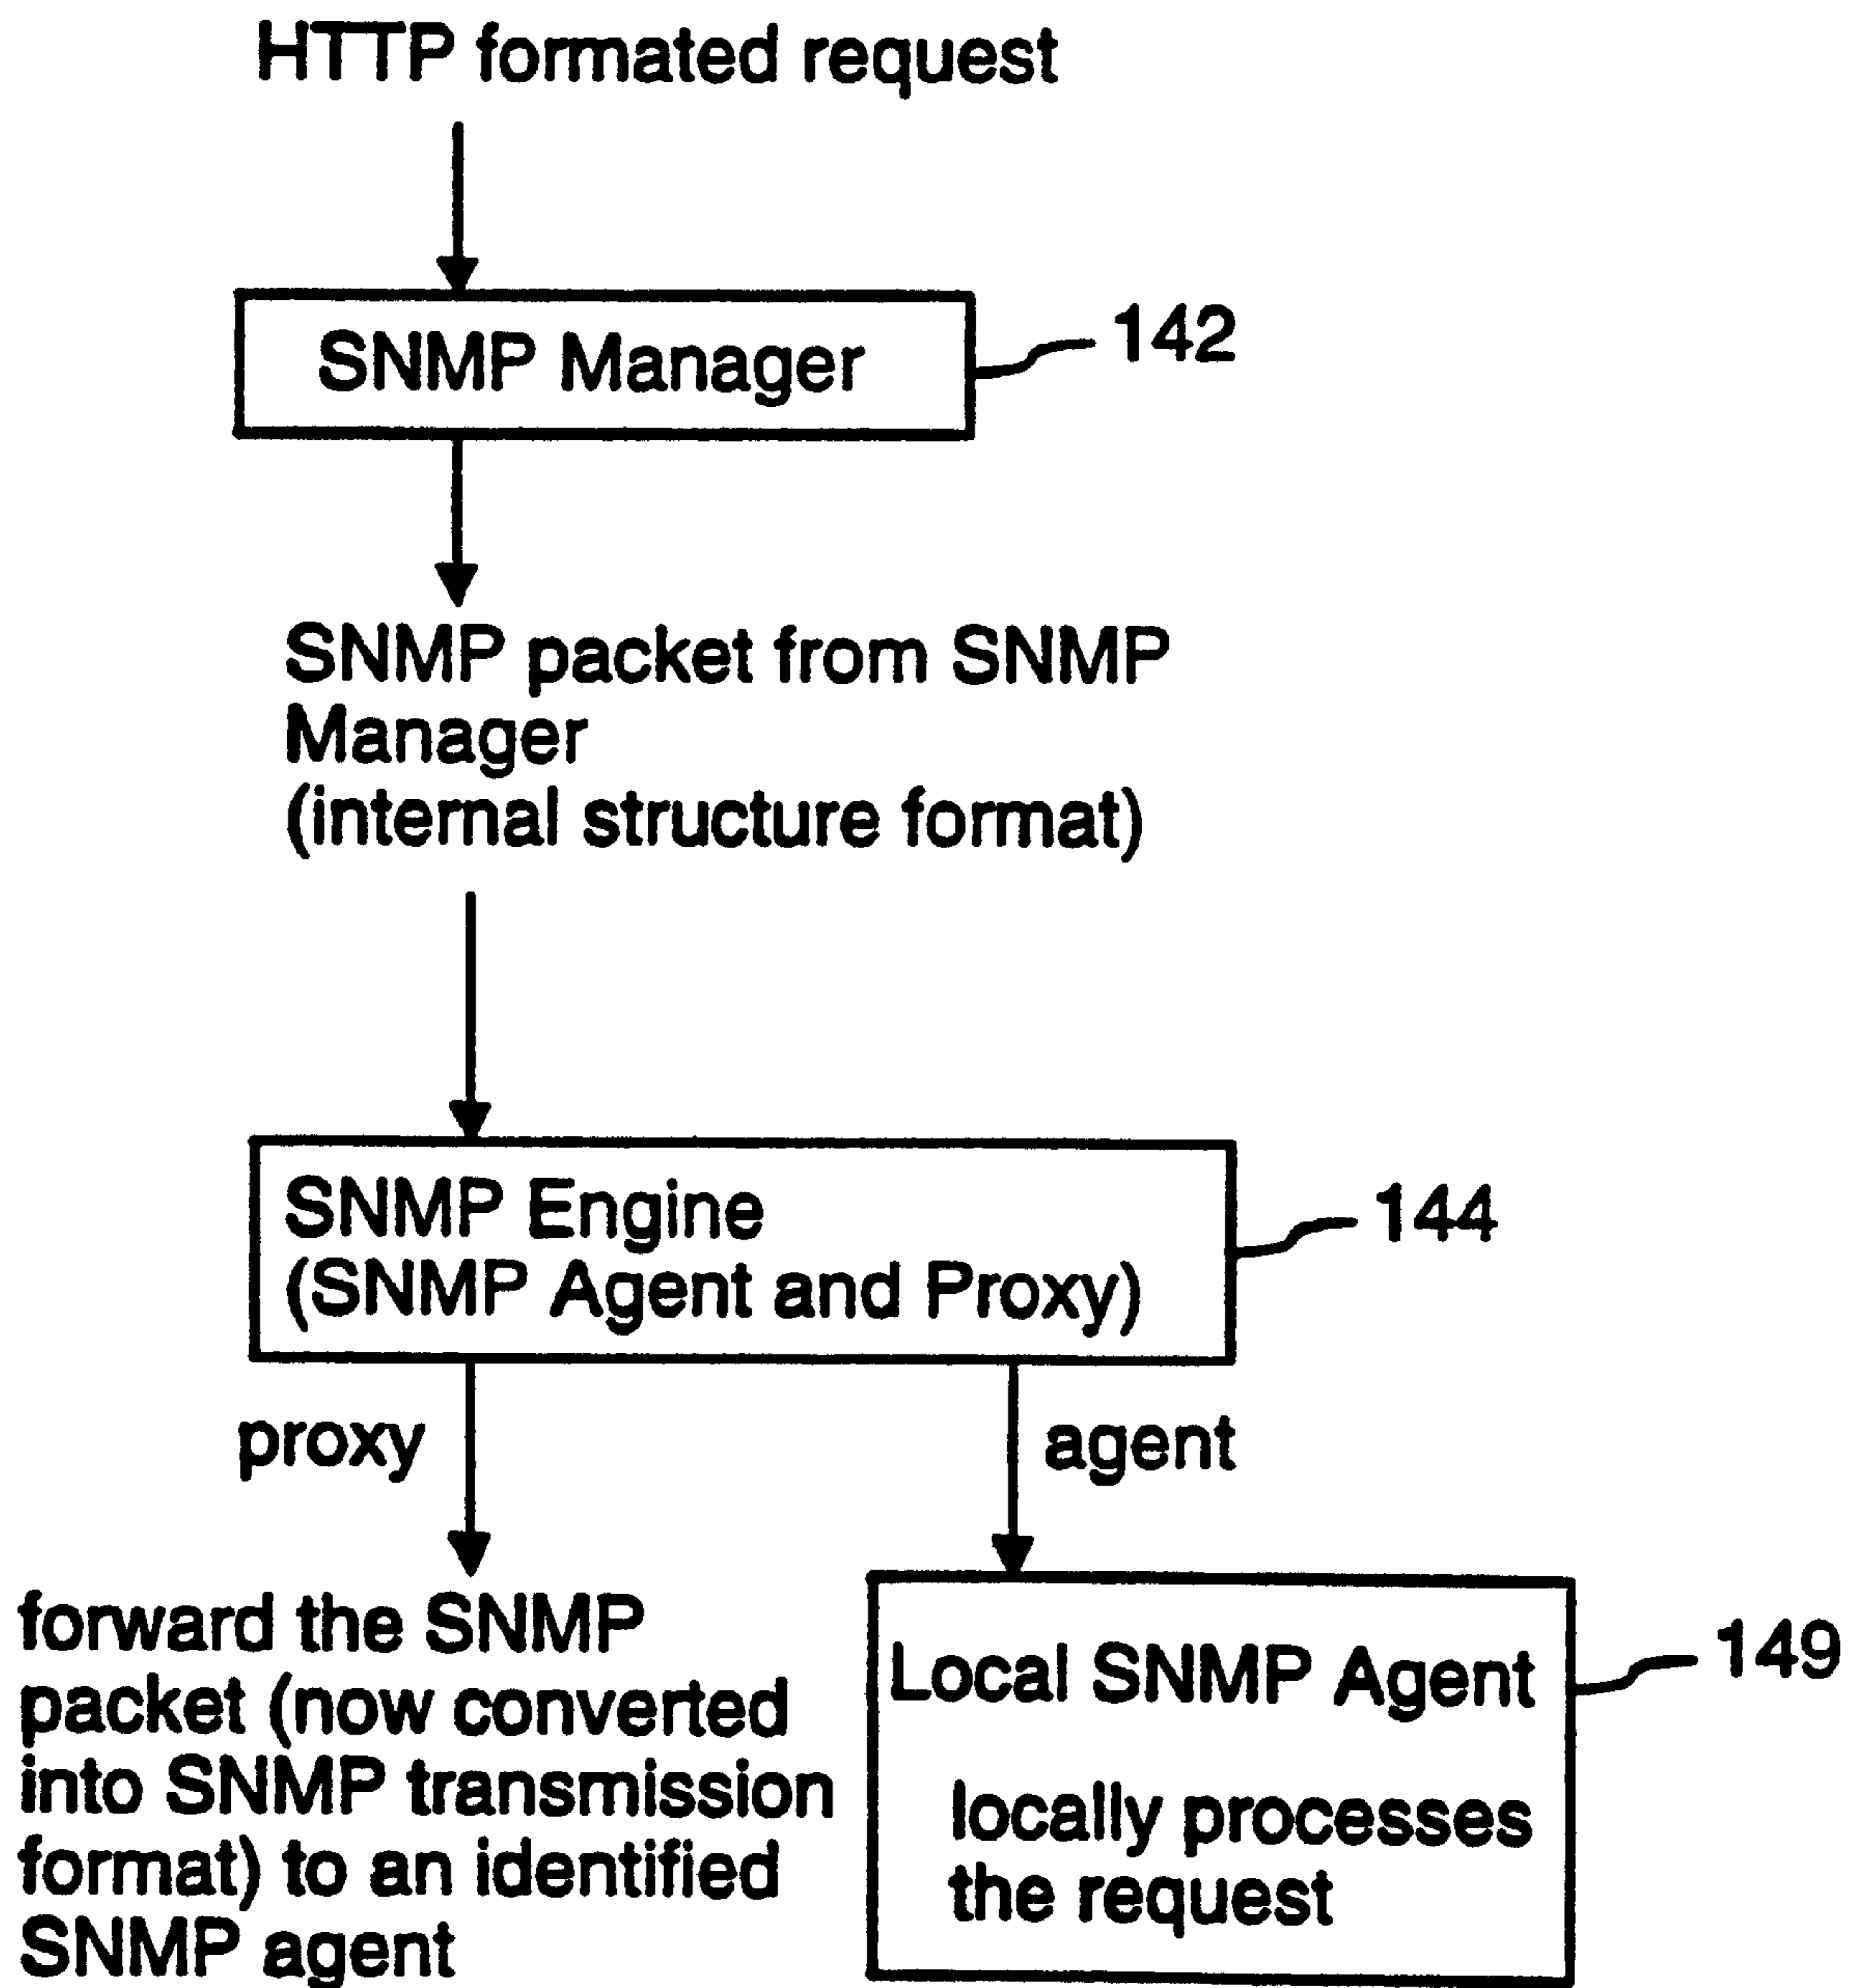 HTTP formated request
SNMP Manager
142
SNMP packet from SNMP
Manager
(internal structure format)
SNMP Engine
(SNMP Agent and Proxy)
144
proxy
agent
forward the SNMP
packet (now converted
into SNMP transmission
format) to an identified
SNMP agent
Local SNMP Agent
locally processes
the request
149